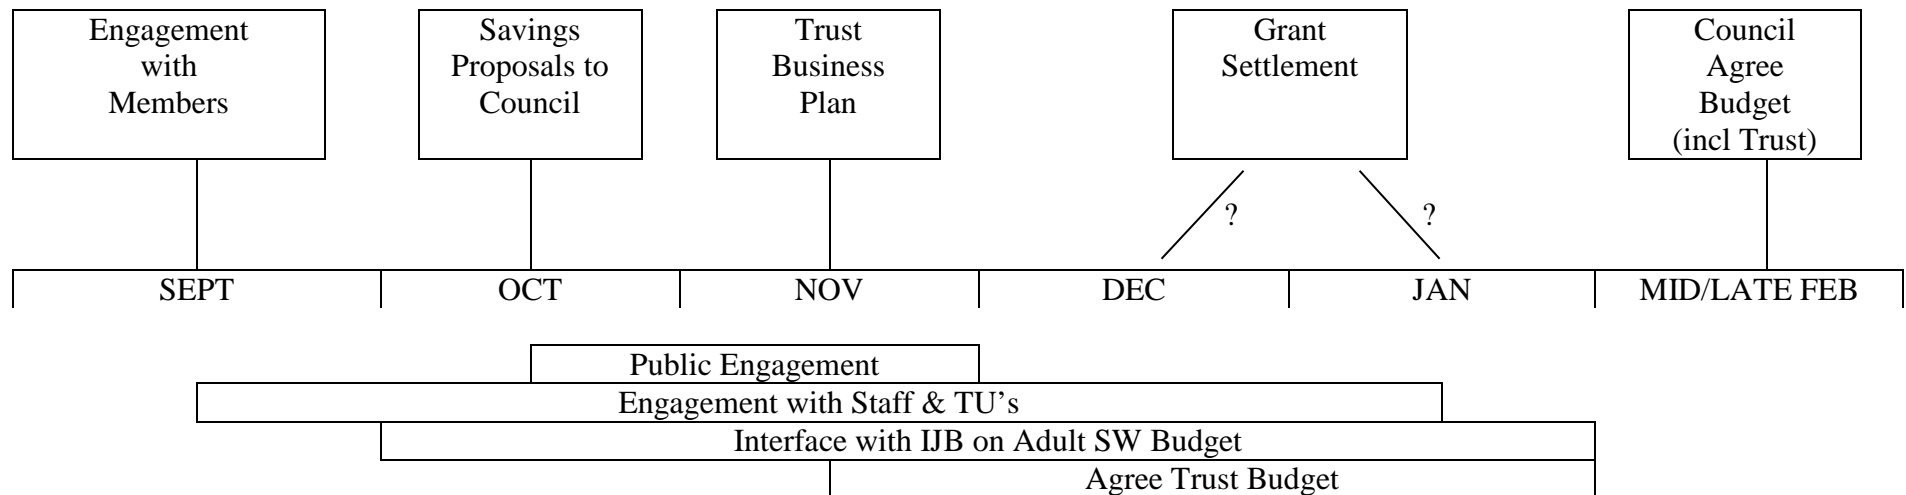 Engagement
with
Members
Savings
Proposals to
Council
Trust
Business
Plan
Grant
Settlement
Council
Agree
Budget
(incl Trust)
?
?
SEPT
OCT
NOV
DEC
JAN
MID/LATE FEB
Public Engagement
Engagement with Staff & TU’s
Interface with IJB on Adult SW Budget
Agree Trust Budget